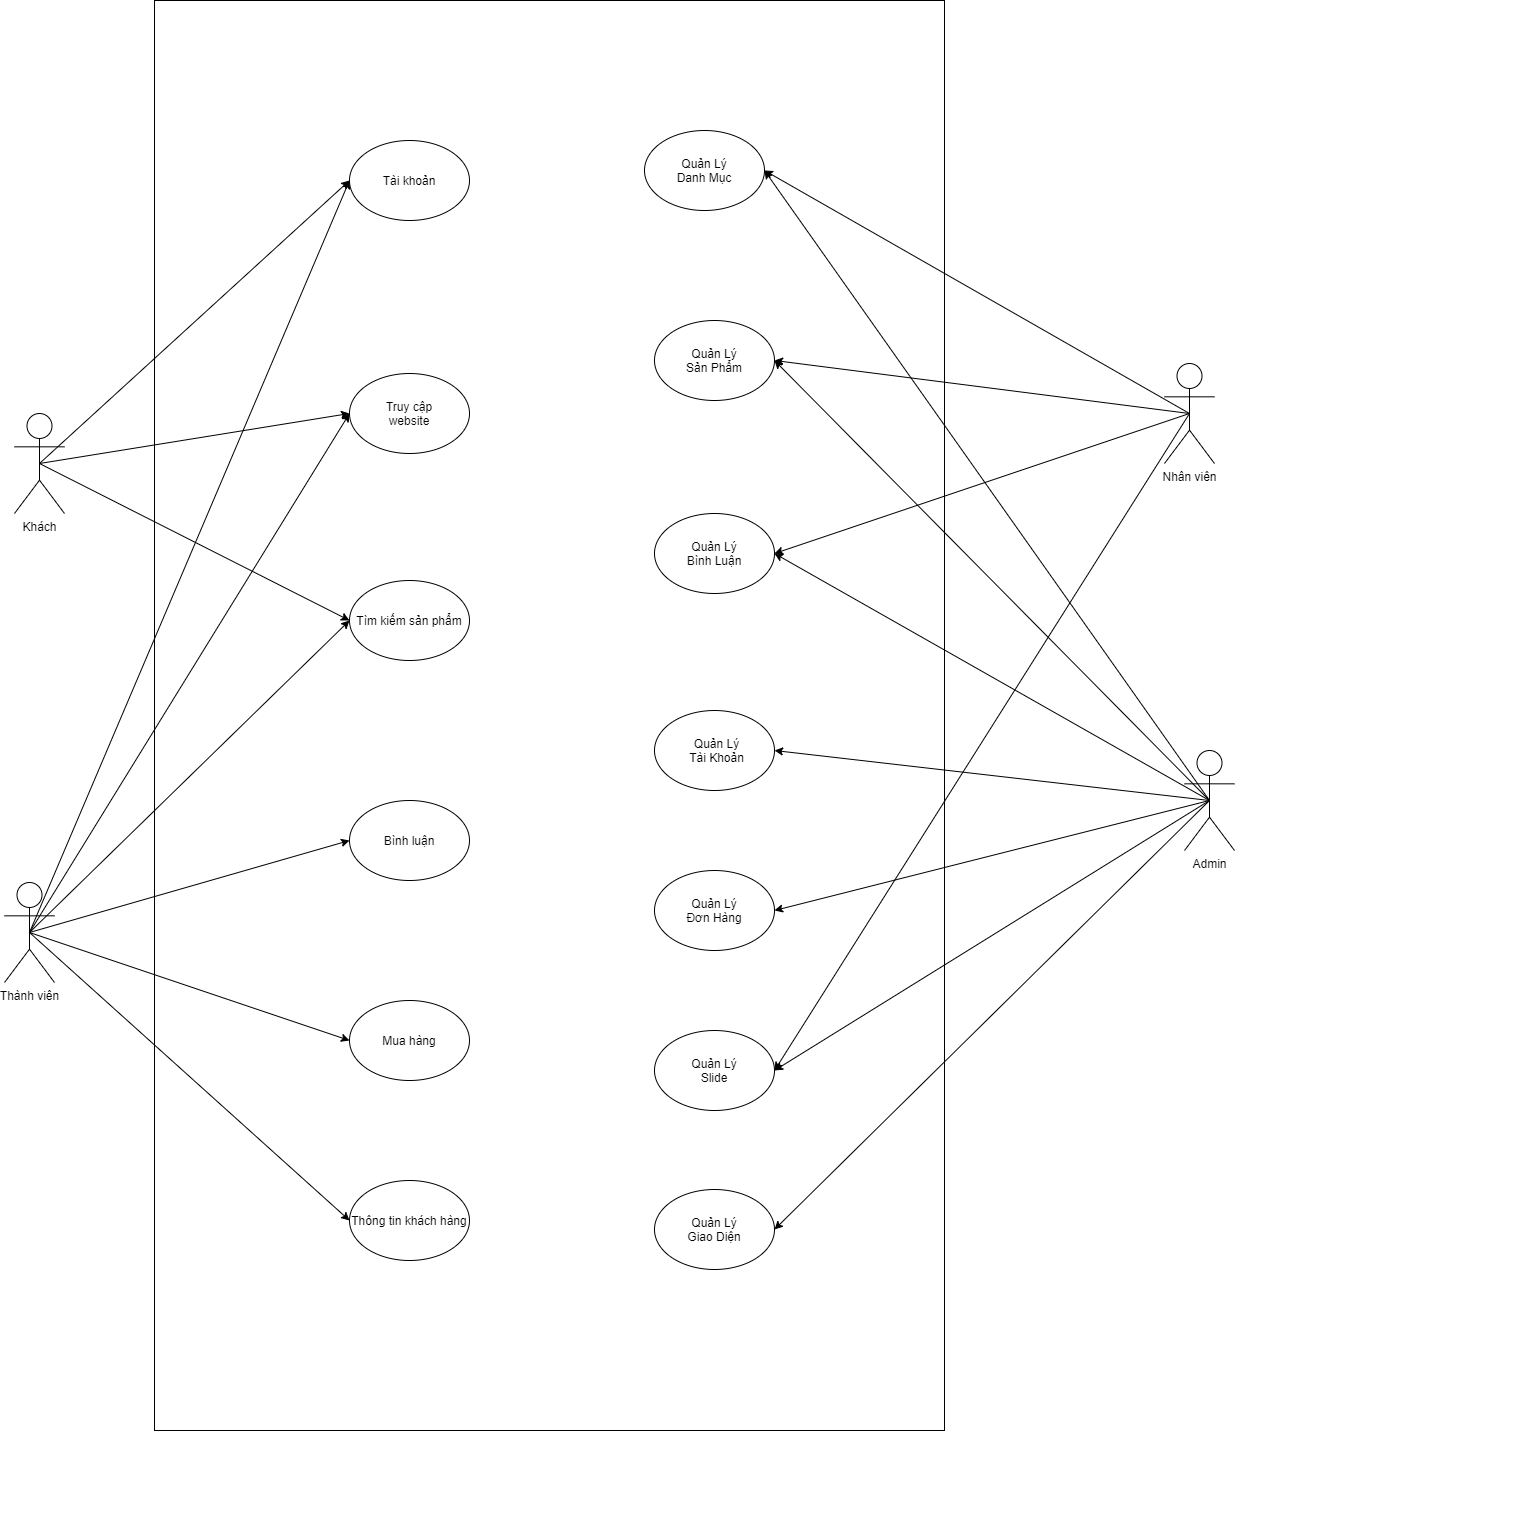 Tài khoản
Quản Lý
Danh Mục
Quản Lý
Sản Phẩm
Truy cập
website
Nhân viên
Khách
Quản Lý
Bình Luận
Tìm kiếm sản phẩm
Quản Lý
Tài Khoản
Bình luận
Admin
Quản Lý
Đơn Hàng
Thành viên
Mua hàng
Quản Lý
Slide
Thông tin khách hàng
Quản Lý
Giao Diện